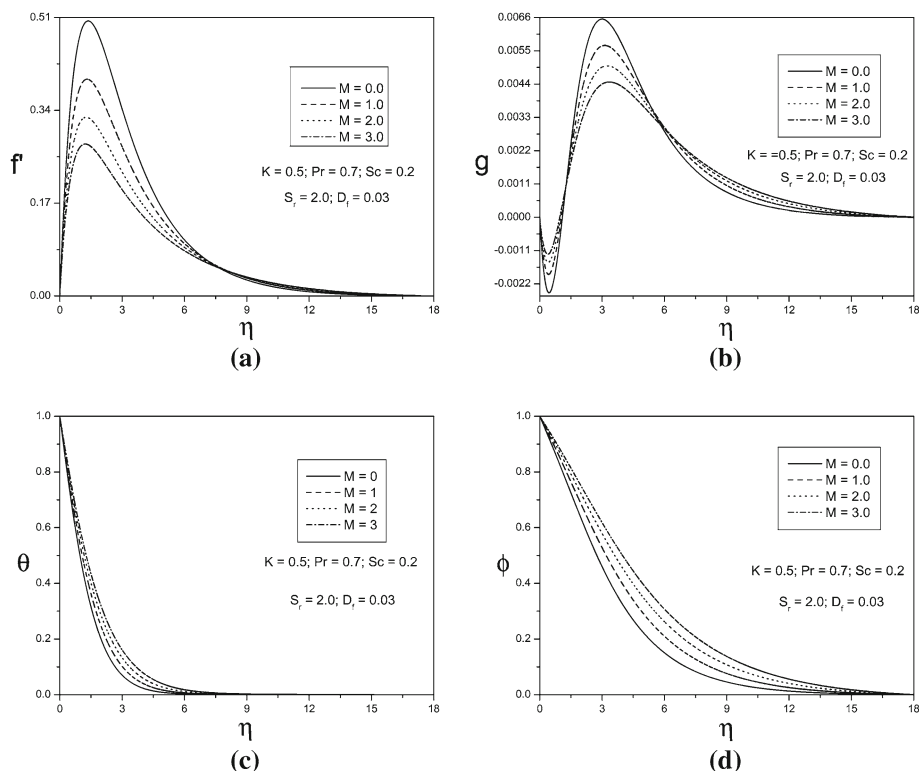 0.51
0.34
0.17
0.00
f'
M = 0.0
M = 1.0
M = 2.0
M = 3.0
K = 0.5; Pr = 0.7; Sc = 0.2
Sr = 2.0; Df = 0.03
0 3 6 9 12 15 18
η
(a)
0.0066
0.0055
0.0044
0.0033
0.0022
0.0011
0.0000
-0.0011
-0.0022
g
M = 0.0
M = 1.0
M = 2.0
M = 3.0
K = =0.5; Pr = 0.7; Sc = 0.2
Sr = 2.0; Df = 0.03
0 3 6 9 12 15 18
η
(b)
1.0
0.8
0.6
0.4
0.2
0.0
θ
M = 0
M = 1
M = 2
M = 3
K = 0.5; Pr = 0.7; Sc = 0.2
Sr = 2.0; Df = 0.03
0 3 6 9 12 15 18
η
(c)
1.0
0.8
0.6
0.4
0.2
0.0
ϕ
M = 0.0
M = 1.0
M = 2.0
M = 3.0
K = 0.5; Pr = 0.7; Sc = 0.2
Sr = 2.0; Df = 0.03
0 3 6 9 12 15 18
η
(d)